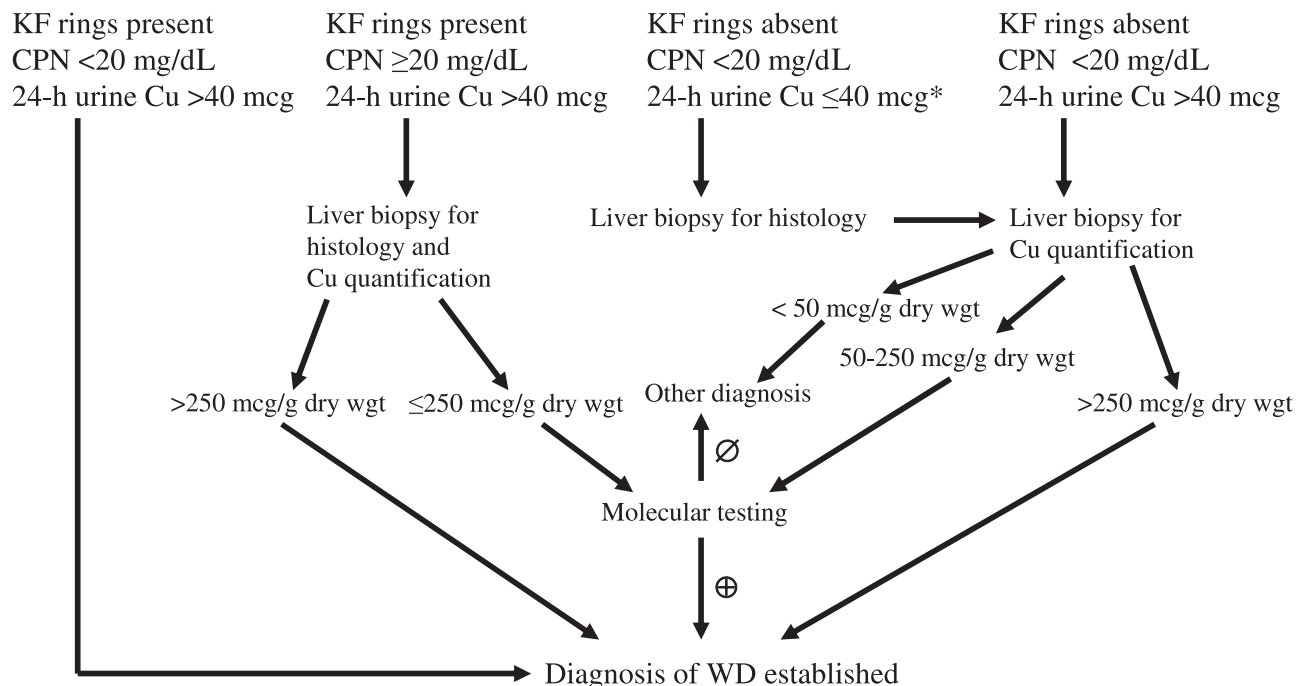 KF rings present
CPN <20 mg/dL
24-h urine Cu >40 mcg
KF rings present
CPN ≥20 mg/dL
24-h urine Cu >40 mcg
KF rings absent
CPN <20 mg/dL
24-h urine Cu ≤40 mcg*
KF rings absent
CPN <20 mg/dL
24-h urine Cu >40 mcg
Liver biopsy for
histology and
Cu quantification
Liver biopsy for histology
Liver biopsy for
Cu quantification
< 50 mcg/g dry wgt
50-250 mcg/g dry wgt
>250 mcg/g dry wgt
≤250 mcg/g dry wgt
Other diagnosis
>250 mcg/g dry wgt
∅
Molecular testing
⊕
Diagnosis of WD established